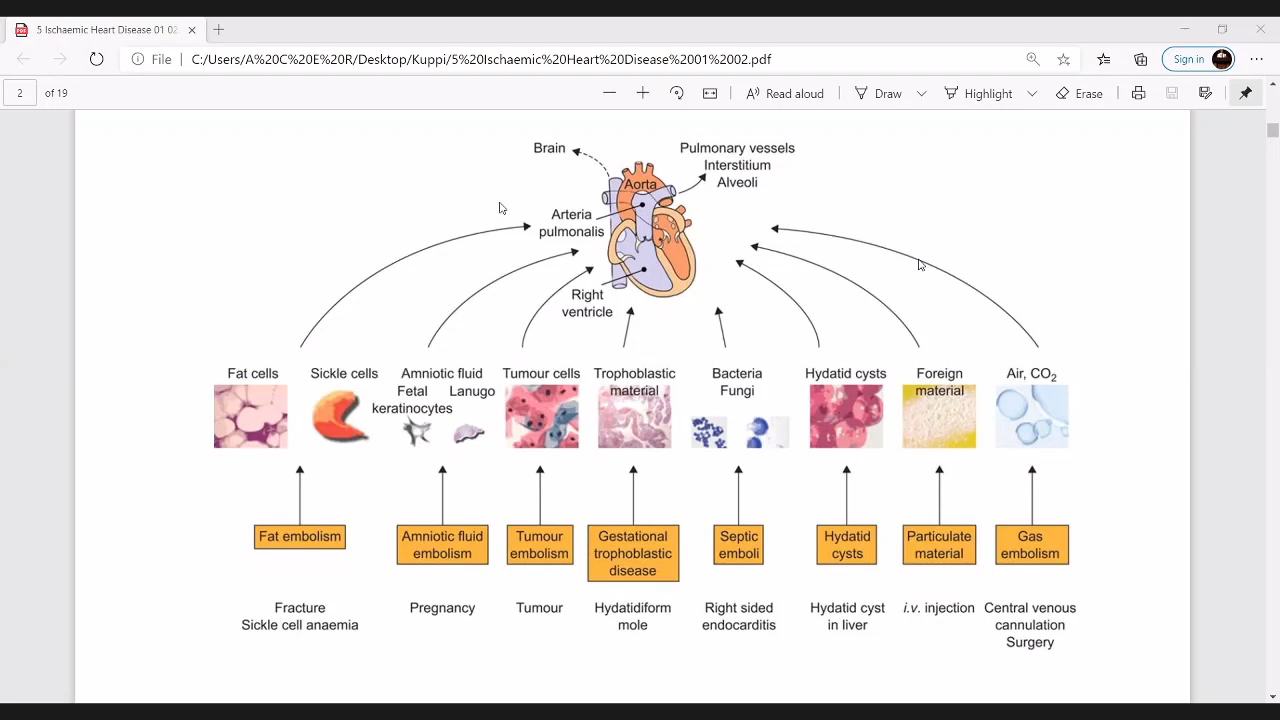 5 Ischaemic Heart Disease 01 02
File
C:/Users/A%20C%20E%20R/Desktop/Kuppi/5%20Ischaemic%20Heart%20Disease%2001%2002.pdf
Sign in
2 of 19
Read aloud
Draw
Highlight
Erase
Brain
Pulmonary vessels
Interstitium
Alveoli
Aorta
Arteria
pulmonalis
Right
ventricle
Fat cells
Sickle cells
Amniotic fluid
Fetal
keratinocytes
Lanugo
Tumour cells
Trophoblastic
material
Bacteria
Fungi
Hydatid cysts
Foreign
material
Air, CO2
Fat embolism
Amniotic fluid
embolism
Tumour
embolism
Gestational
trophoblastic
disease
Septic
emboli
Hydatid
cysts
Particulate
material
Gas
embolism
Fracture
Sickle cell anaemia
Pregnancy
Tumour
Hydatidiform
mole
Right sided
endocarditis
Hydatid cyst
in liver
i.v. injection
Central venous
cannulation
Surgery